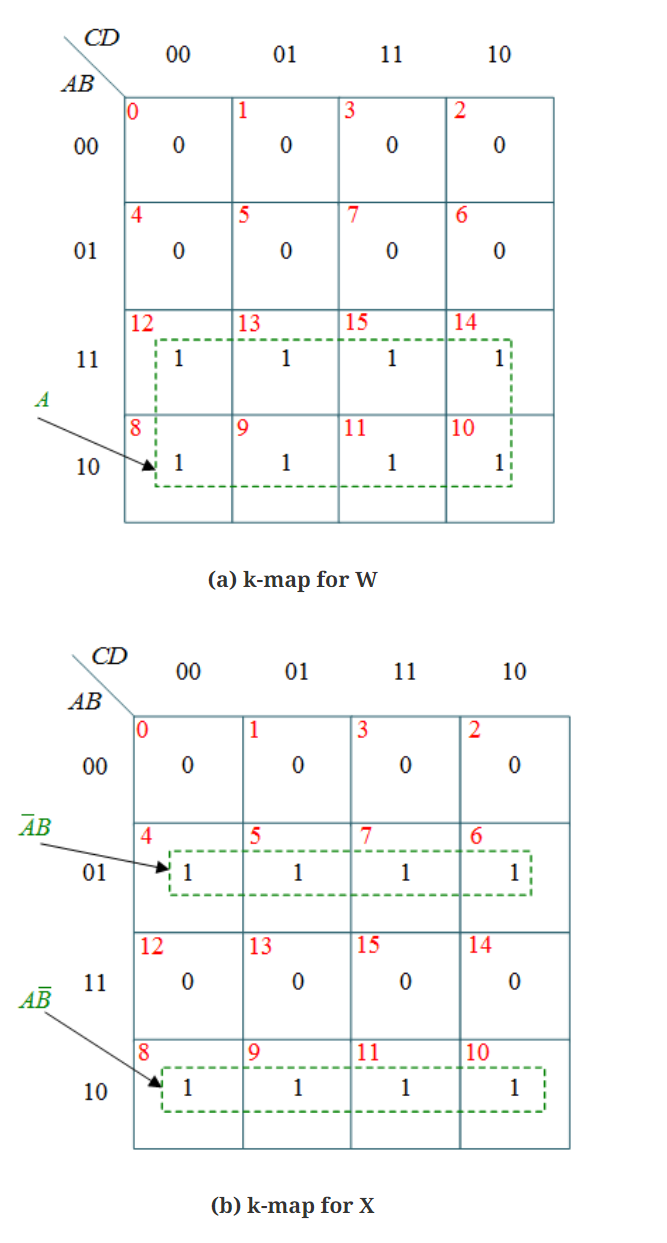 CD
00 01 11 10
AB
0 1 3 2
00 0 0 0 0
4 5 7 6
01 0 0 0 0
12 13 15 14
11 1 1 1 1
A
8 9 11 10
10 1 1 1 1
(a) k-map for W
CD
00 01 11 10
AB
0 1 3 2
00 0 0 0 0
A̅B
4 5 7 6
01 1 1 1 1
12 13 15 14
11 0 0 0 0
AB̅
8 9 11 10
10 1 1 1 1
(b) k-map for X